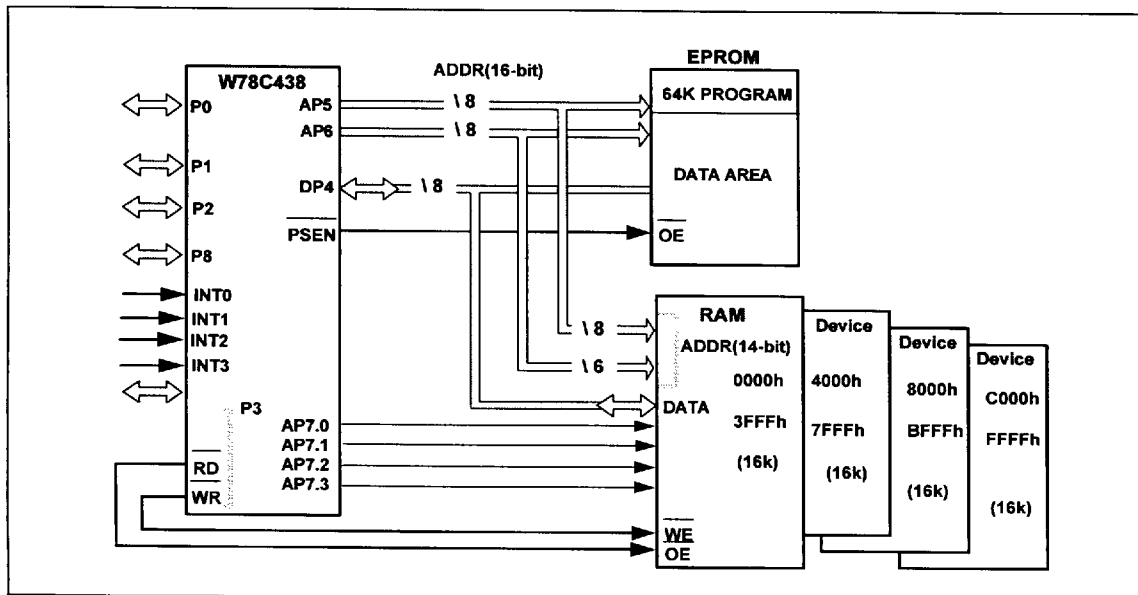 W78C438
P0
P1
P2
P8
INT0
INT1
INT2
INT3
P3
RD
WR
AP5
AP6
DP4
PSEN
AP7.0
AP7.1
AP7.2
AP7.3
ADDR(16-bit)
\ 8
\ 8
\ 8
EPROM
64K PROGRAM
DATA AREA
OE
\ 8
\ 6
RAM
ADDR(14-bit)
0000h
DATA
3FFFh
(16k)
WE
OE
Device
4000h
7FFFh
(16k)
Device
8000h
BFFFh
(16k)
Device
C000h
FFFFh
(16k)